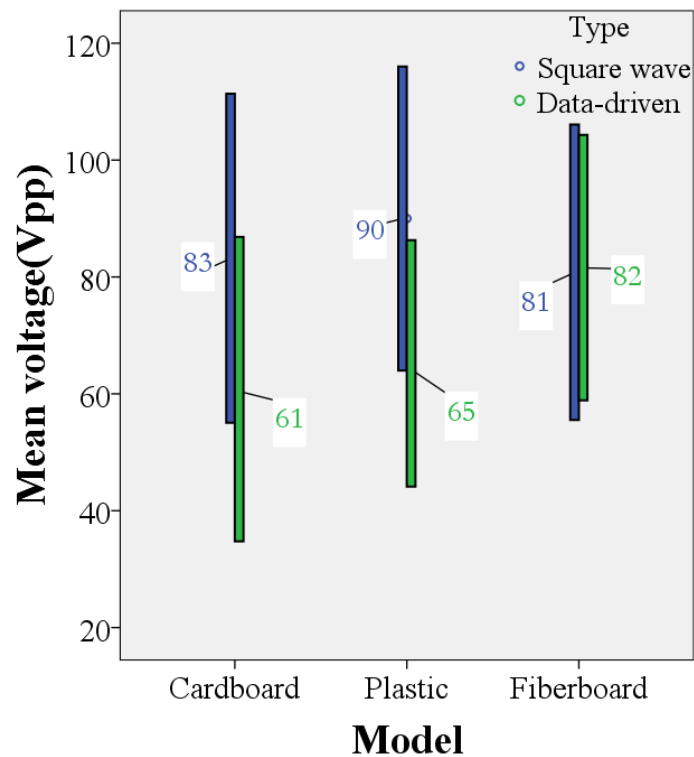 Type
Square wave
Data-driven
Mean voltage(Vpp)
120
100
80
60
40
20
83
61
90
65
81
82
Cardboard
Plastic
Fiberboard
Model